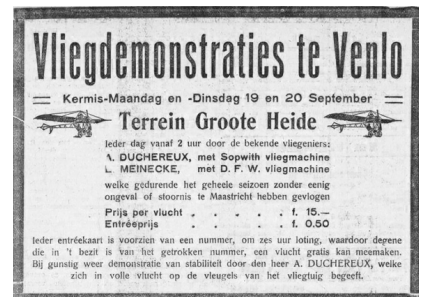 Vliegdemonstraties te Venlo
Kermis-Maandag en -Dinsdag 19 en 20 September
Terrein Groote Heide
Ieder dag vanaf 2 uur door de bekende vliegeniers:
A. DUCHEREUX, met Sopwith vliegmachine
L. MEINECKE, met D. F. W. vliegmachine
welke gedurende het geheele seizoen zonder eenig
ongeval of stoornis te Maastricht hebben gevlogen
Prijs per vlucht . . . . . f. 15.—
Entréeprijs . . . . . f. 0.50
Ieder entréekaart is voorzien van een nummer, om zes uur loting, waardoor degene
die in 't bezit is van het getrokken nummer, een vlucht gratis kan meemaken.
Bij gunstig weer demonstratie van stabiliteit door den heer A. DUCHEREUX, welke
zich in volle vlucht op de vleugels van het vliegtuig begeeft.